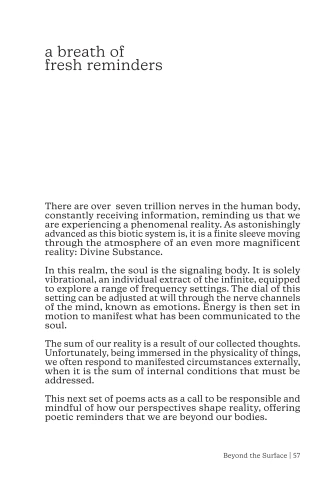 a breath of
fresh reminders
There are over seven trillion nerves in the human body,
constantly receiving information, reminding us that we
are experiencing a phenomenal reality. As astonishingly
advanced as this biotic system is, it is a finite sleeve moving
through the atmosphere of an even more magnificent
reality: Divine Substance.
In this realm, the soul is the signaling body. It is solely
vibrational, an individual extract of the infinite, equipped
to explore a range of frequency settings. The dial of this
setting can be adjusted at will through the nerve channels
of the mind, known as emotions. Energy is then set in
motion to manifest what has been communicated to the
soul.
The sum of our reality is a result of our collected thoughts.
Unfortunately, being immersed in the physicality of things,
we often respond to manifested circumstances externally,
when it is the sum of internal conditions that must be
addressed.
This next set of poems acts as a call to be responsible and
mindful of how our perspectives shape reality, offering
poetic reminders that we are beyond our bodies.
Beyond the Surface | 57